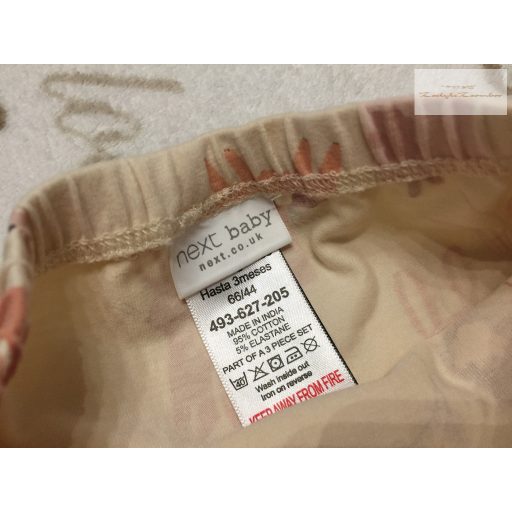 next baby
next.co.uk
Hasta 3meses
66/44
493-627-205
MADE IN INDIA
95% COTTON
5% ELASTANE
PART OF A 3 PIECE SET
40
Wash inside out
Iron on reverse
KEEP AWAY FROM FIRE